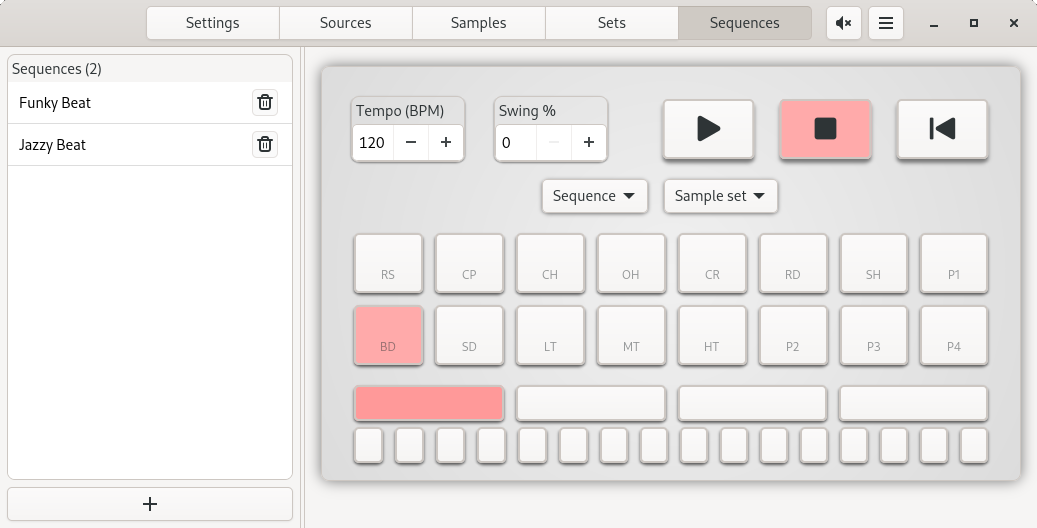 Settings Sources Samples Sets Sequences
Sequences (2)
Funky Beat
Jazzy Beat
Tempo (BPM) Swing %
120 0
Sequence Sample set
RS CP CH OH CR RD SH P1
BD SD LT MT HT P2 P3 P4